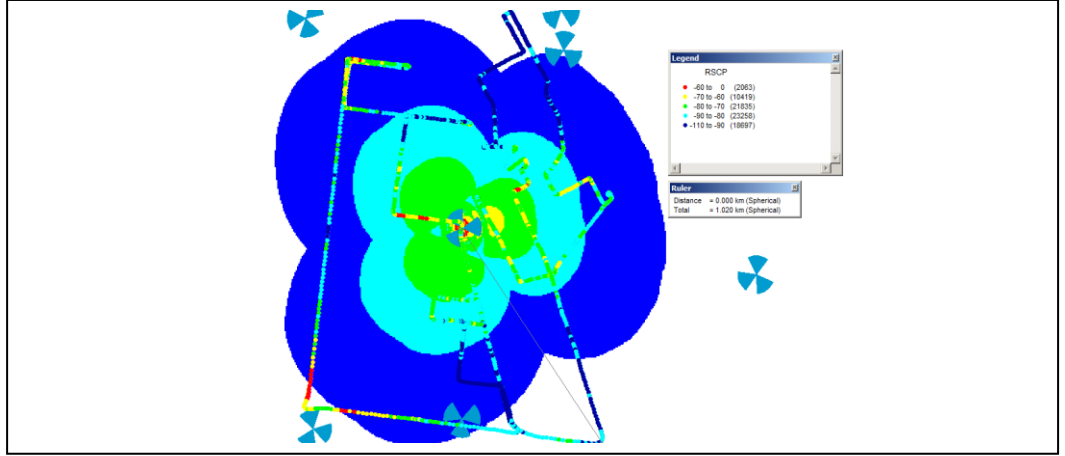 Legend
RSCP
-60 to 0 (2063)
-70 to -60 (10419)
-80 to -70 (21835)
-90 to -80 (23258)
-110 to -90 (18697)
Ruler
Distance = 0.000 km (Spherical)
Total = 1.020 km (Spherical)